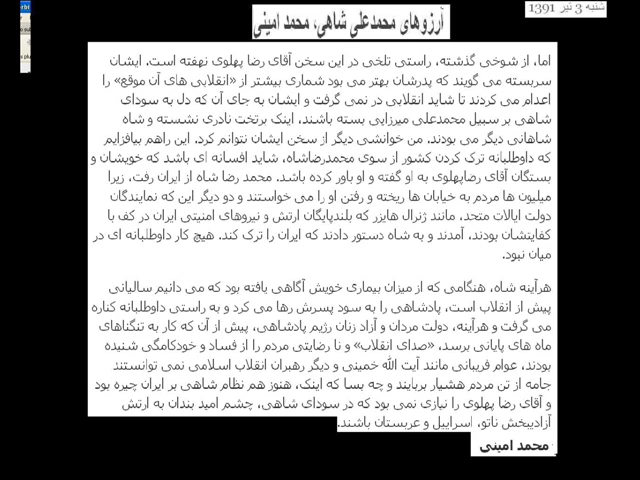 شنبه 3 تیر 1391
آرزوهای محمدعلی شاهی، محمد امینی
اما، از شوخی گذشته، راستی تلخی در این سخن آقای رضا پهلوی نهفته است. ایشان
سربسته می گویند که پدرشان بهتر می بود شماری بیشتر از «انقلابی های آن موقع» را
اعدام می کردند تا شاید انقلابی در نمی گرفت و ایشان به جای آن که دل به سودای
شاهی بر سبیل محمدعلی میرزایی بسته باشند، اینک برتخت نادری نشسته و شاه
شاهانی دیگر می بودند. من خوانشی دیگر از سخن ایشان نتوانم کرد. این راهم بیافزایم
که داوطلبانه ترک کردن کشور از سوی محمدرضاشاه، شاید افسانه ای باشد که خویشان و
بستگان آقای رضاپهلوی به او گفته و او باور کرده باشد. محمد رضا شاه از ایران رفت، زیرا
میلیون ها مردم به خیابان ها ریخته و رفتن او را می خواستند و دو دیگر این که نمایندگان
دولت ایالات متحد، مانند ژنرال هایزر که بلندپایگان ارتش و نیروهای امنیتی ایران در کف با
کفایتشان بودند، آمدند و به شاه دستور دادند که ایران را ترک کند. هیچ کار داوطلبانه ای در
میان نبود.
هرآینه شاه، هنگامی که از میزان بیماری خویش آگاهی یافته بود که می دانیم سالیانی
پیش از انقلاب است، پادشاهی را به سود پسرش رها می کرد و به راستی داوطلبانه کناره
می گرفت و هرآینه، دولت مردان و آزاد زنان رژیم پادشاهی، پیش از آن که کار به تنگناهای
ماه های پایانی برسد، «صدای انقلاب» و نا رضایتی مردم را از فساد و خودکامگی شنیده
بودند، عوام فریبانی مانند آیت الله خمینی و دیگر رهبران انقلاب اسلامی نمی توانستند
جامه از تن مردم هشیار بربایند و چه بسا که اینک، هنوز هم نظام شاهی بر ایران چیره بود
و آقای رضا پهلوی را نیازی نمی بود که در سودای شاهی، چشم امید بندان به ارتش
آزادیبخش ناتو، اسراییل و عربستان باشند.
محمد امینی